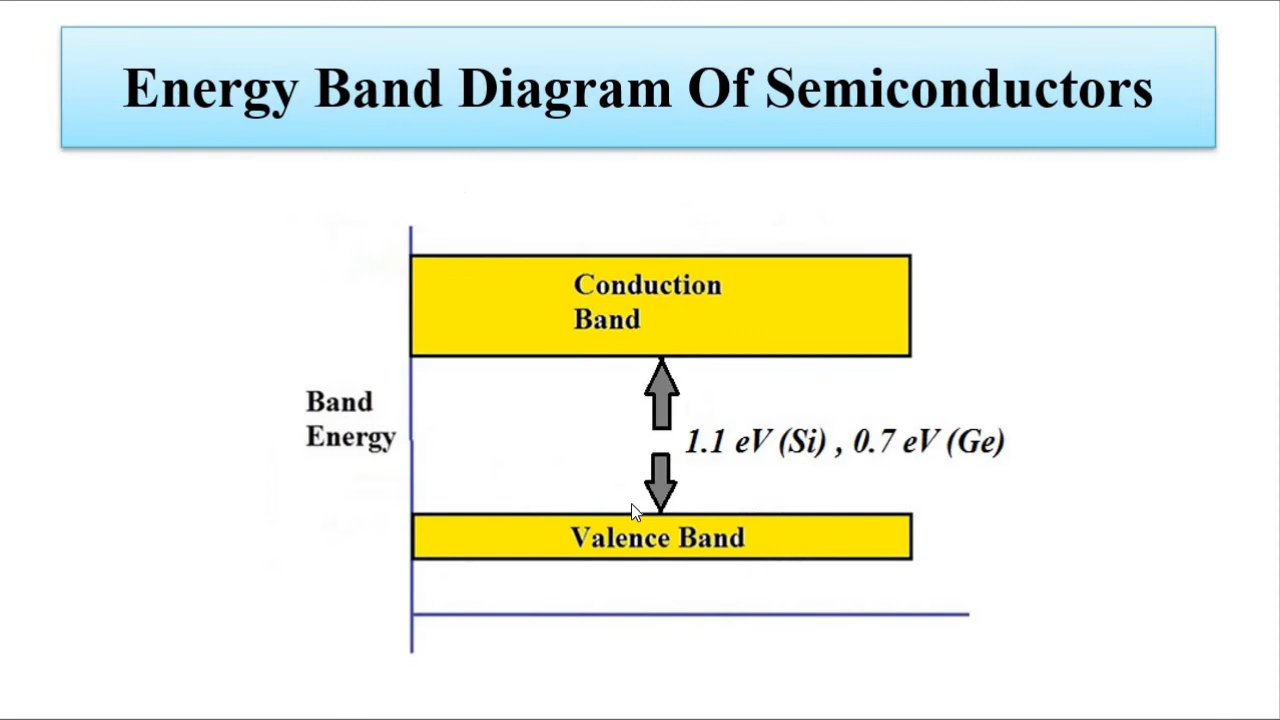 Energy Band Diagram Of Semiconductors
Conduction
Band
Band
Energy
1.1 eV (Si) , 0.7 eV (Ge)
Valence Band